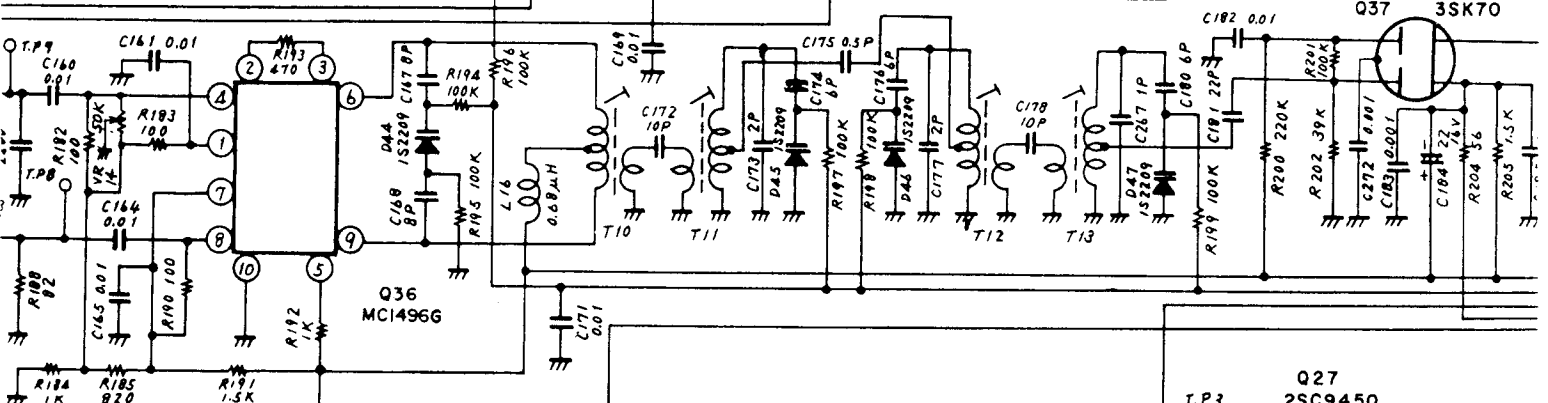 T.P9
C160
0.01
C161 0.01
R193
470
2
3
4
1
7
8
10
5
6
9
R182
100
VR
14
50K
R183
100
T.P8
C164
0.01
R188
82
C165 0.01
R190 100
R192
1K
R184
1K
R185
820
R191
1.5K
Q36
MC1496G
C167 8P
R194
100K
D44
1S2209
C168
8P
R195 100K
R196
100K
L16
0.68μH
C169
0.01
C171
0.01
T10
C172
10P
T11
C173 2P
D45
1S2209
C174
6P
C175 0.5P
R197 100K
R198 100K
C176
6P
1S2209
D46
C177 2P
T12
C178
10P
T13
C267 1P
C180 6P
D47
1S2209
C181 22P
R199 100K
C182 0.01
R200 220K
R201
100K
R202 39K
C272 0.001
Q37
3SK70
C183 0.001
C184 22
16V
R204 56
R205 1.5K
Q27
2SC945Q
T.P3